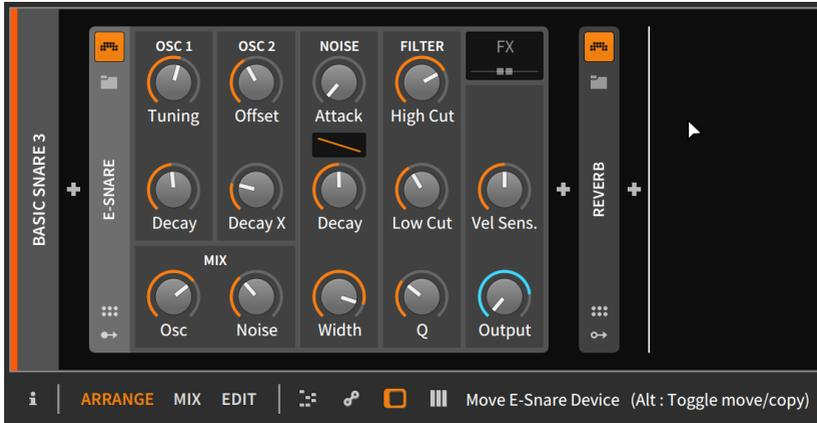 BASIC SNARE 3
E-SNARE
OSC 1 OSC 2 NOISE FILTER FX
Tuning Offset Attack High Cut
Decay Decay X Decay Low Cut Vel Sens.
MIX
Osc Noise Width Q Output
REVERB
i ARRANGE MIX EDIT Move E-Snare Device (Alt : Toggle move/copy)